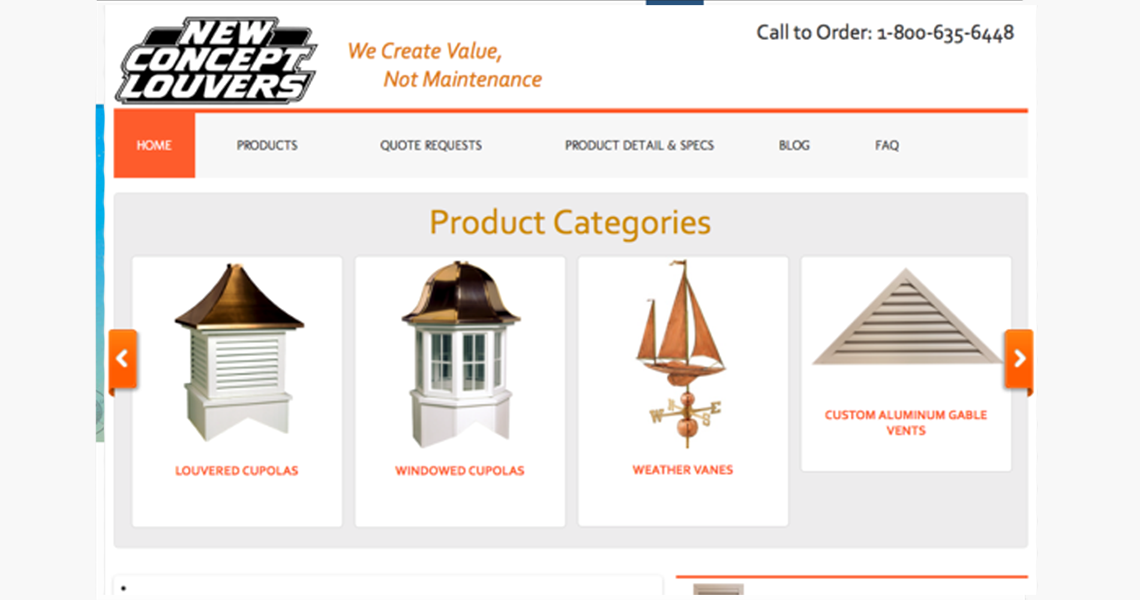 NEW
CONCEPT
LOUVERS
We Create Value,
Not Maintenance
Call to Order: 1-800-635-6448
HOME PRODUCTS QUOTE REQUESTS PRODUCT DETAIL & SPECS BLOG FAQ
Product Categories
W E S
LOUVERED CUPOLAS
WINDOWED CUPOLAS
WEATHER VANES
CUSTOM ALUMINUM GABLE
VENTS